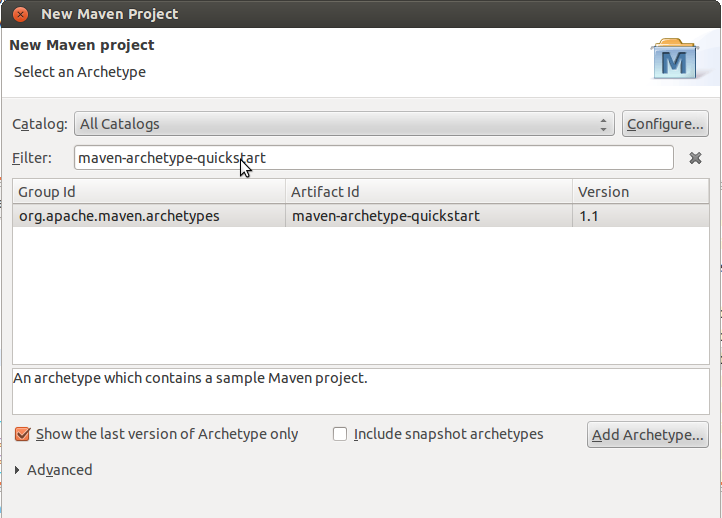 New Maven Project
New Maven project
Select an Archetype
M
Catalog: All Catalogs Configure...
Filter: maven-archetype-quickstart
Group Id Artifact Id Version
org.apache.maven.archetypes maven-archetype-quickstart 1.1
An archetype which contains a sample Maven project.
Show the last version of Archetype only Include snapshot archetypes Add Archetype...
Advanced